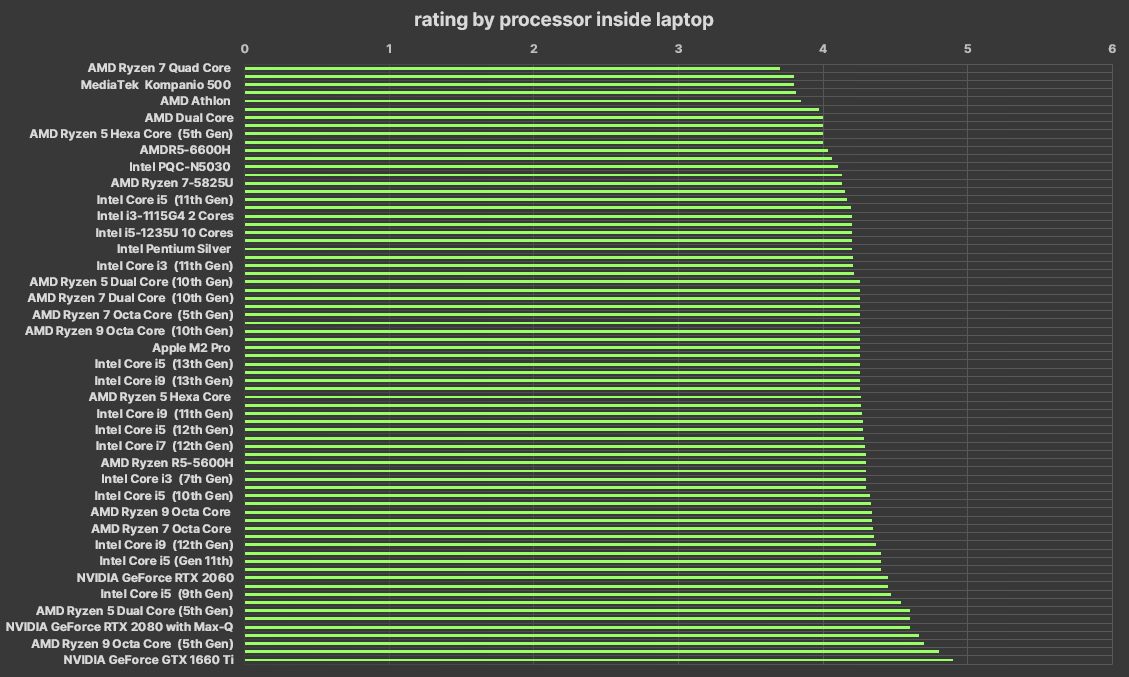 rating by processor inside laptop
0 1 2 3 4 5 6
AMD Ryzen 7 Quad Core
MediaTek Kompanio 500
AMD Athlon
AMD Dual Core
AMD Ryzen 5 Hexa Core (5th Gen)
AMDR5-6600H
Intel PQC-N5030
AMD Ryzen 7-5825U
Intel Core i5 (11th Gen)
Intel i3-1115G4 2 Cores
Intel i5-1235U 10 Cores
Intel Pentium Silver
Intel Core i3 (11th Gen)
AMD Ryzen 5 Dual Core (10th Gen)
AMD Ryzen 7 Dual Core (10th Gen)
AMD Ryzen 7 Octa Core (5th Gen)
AMD Ryzen 9 Octa Core (10th Gen)
Apple M2 Pro
Intel Core i5 (13th Gen)
Intel Core i9 (13th Gen)
AMD Ryzen 5 Hexa Core
Intel Core i9 (11th Gen)
Intel Core i5 (12th Gen)
Intel Core i7 (12th Gen)
AMD Ryzen R5-5600H
Intel Core i3 (7th Gen)
Intel Core i5 (10th Gen)
AMD Ryzen 9 Octa Core
AMD Ryzen 7 Octa Core
Intel Core i9 (12th Gen)
Intel Core i5 (Gen 11th)
NVIDIA GeForce RTX 2060
Intel Core i5 (9th Gen)
AMD Ryzen 5 Dual Core (5th Gen)
NVIDIA GeForce RTX 2080 with Max-Q
AMD Ryzen 9 Octa Core (5th Gen)
NVIDIA GeForce GTX 1660 Ti